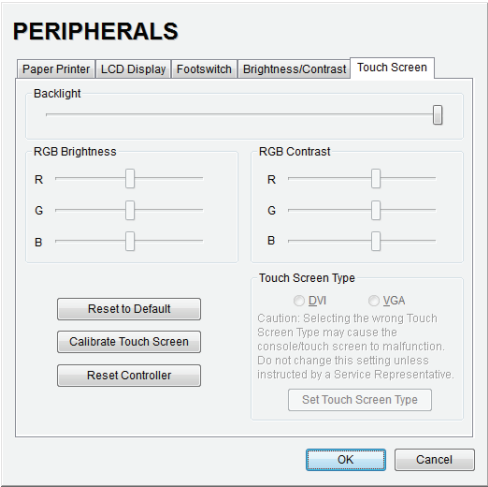 PERIPHERALS
Paper Printer LCD Display Footswitch Brightness/Contrast Touch Screen
Backlight
RGB Brightness
R
G
B
RGB Contrast
R
G
B
Reset to Default
Calibrate Touch Screen
Reset Controller
Touch Screen Type
DVI VGA
Caution: Selecting the wrong Touch
Screen Type may cause the
console/touch screen to malfunction.
Do not change this setting unless
instructed by a Service Representative.
Set Touch Screen Type
OK Cancel